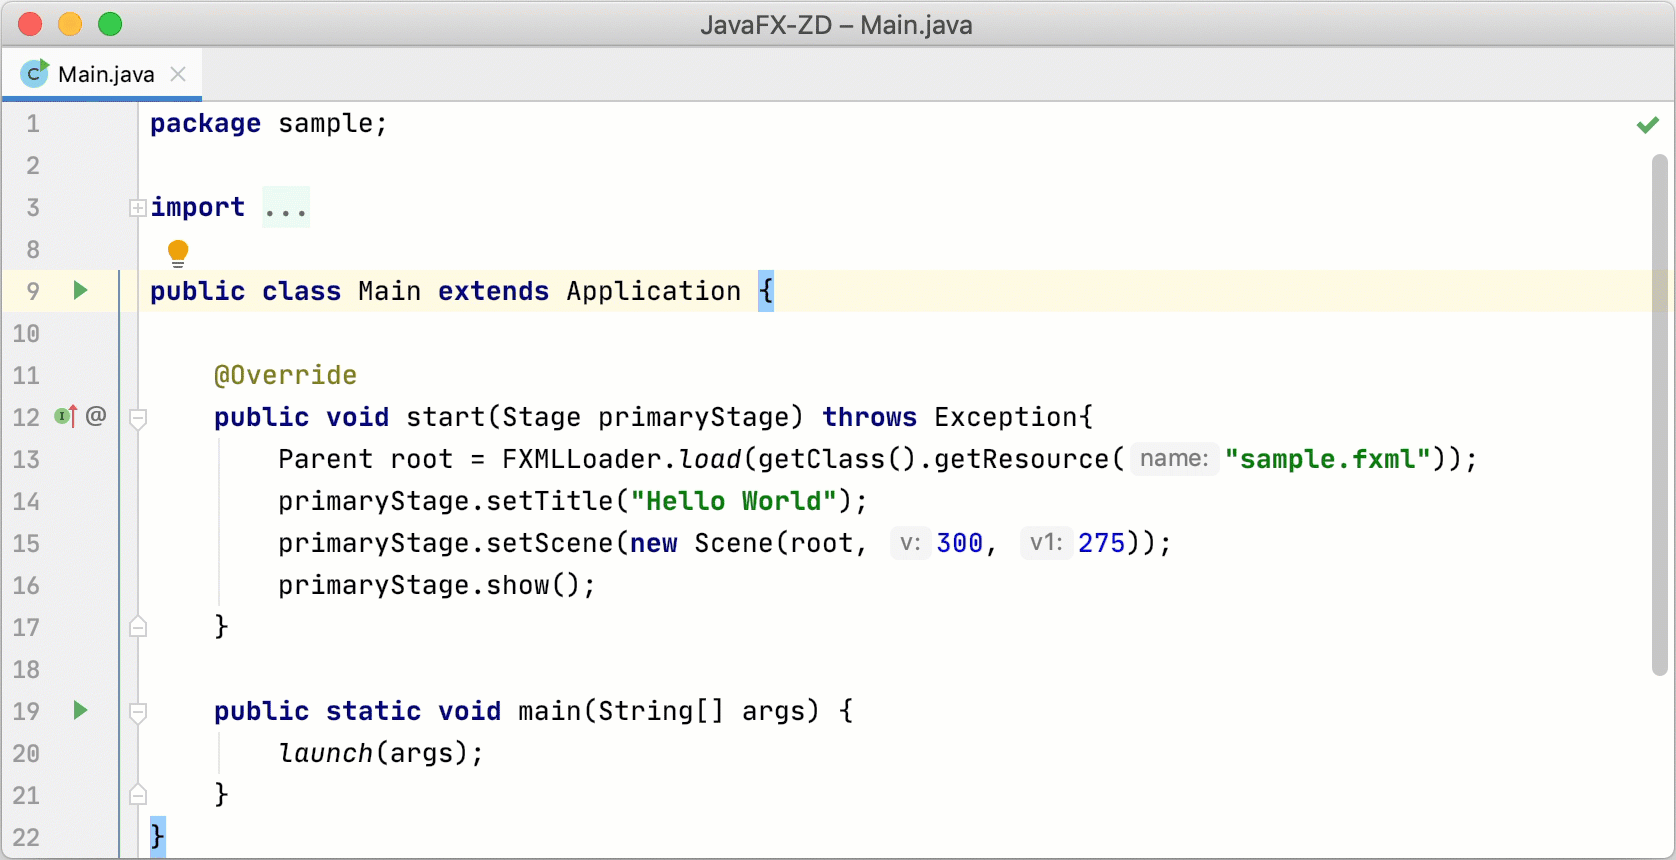 JavaFX-ZD – Main.java
C Main.java
1 package sample;
2
3 import ...
8
9 public class Main extends Application {
10
11 @Override
12 I @ public void start(Stage primaryStage) throws Exception{
13 Parent root = FXMLLoader.load(getClass().getResource( name: "sample.fxml"));
14 primaryStage.setTitle("Hello World");
15 primaryStage.setScene(new Scene(root, v: 300, v1: 275));
16 primaryStage.show();
17 }
18
19 public static void main(String[] args) {
20 launch(args);
21 }
22 }